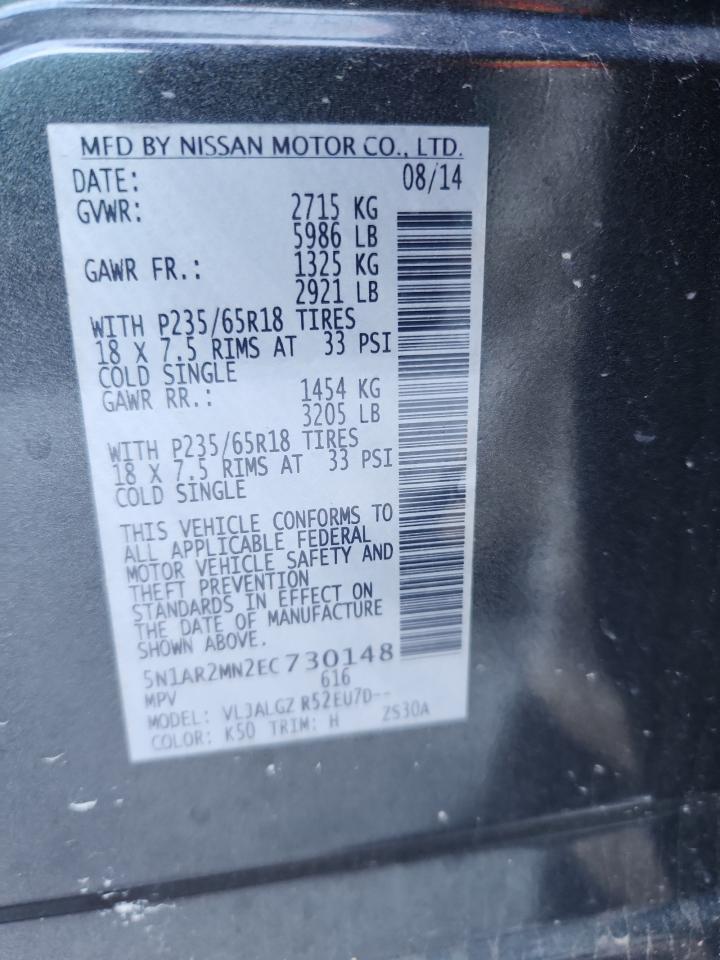 MFD BY NISSAN MOTOR CO., LTD.
DATE: 08/14
GVWR: 2715 KG
5986 LB
GAWR FR.: 1325 KG
2921 LB
WITH P235/65R18 TIRES
18 X 7.5 RIMS AT 33 PSI
COLD SINGLE
GAWR RR.: 1454 KG
3205 LB
WITH P235/65R18 TIRES
18 X 7.5 RIMS AT 33 PSI
COLD SINGLE
THIS VEHICLE CONFORMS TO
ALL APPLICABLE FEDERAL
MOTOR VEHICLE SAFETY AND
THEFT PREVENTION
STANDARDS IN EFFECT ON
THE DATE OF MANUFACTURE
SHOWN ABOVE.
5N1AR2MN2EC730148
MPV 616
MODEL: VLJALGZ R52EU7D--
COLOR: K50 TRIM: H ZS30A